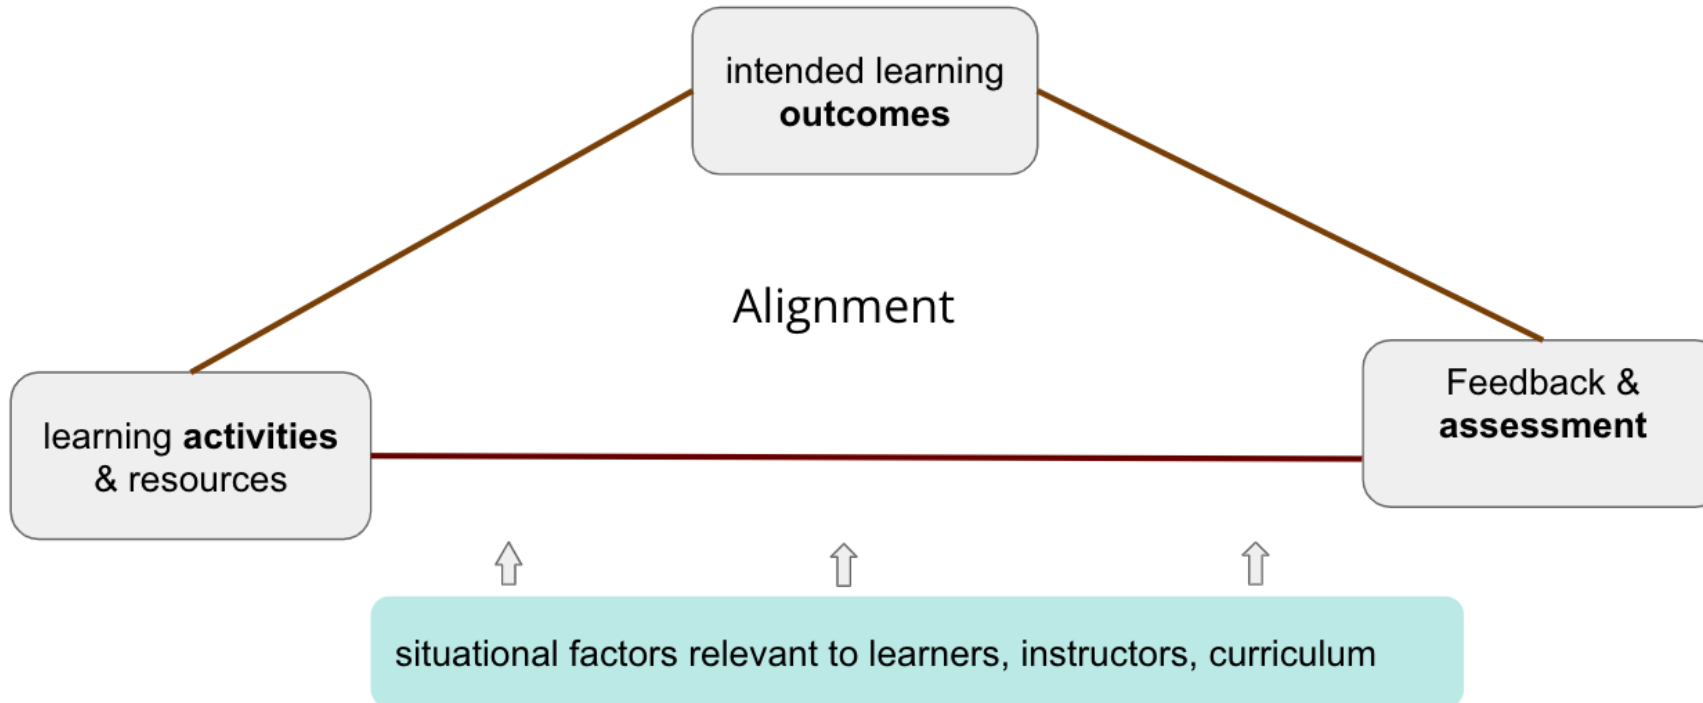 intended learning
outcomes
Alignment
learning activities
& resources
Feedback &
assessment
situational factors relevant to learners, instructors, curriculum